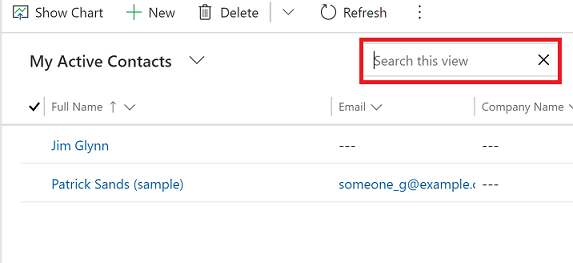 Show Chart New Delete Refresh
My Active Contacts Search this view
Full Name Email Company Name
Jim Glynn --- ---
Patrick Sands (sample) someone_g@example.c ---